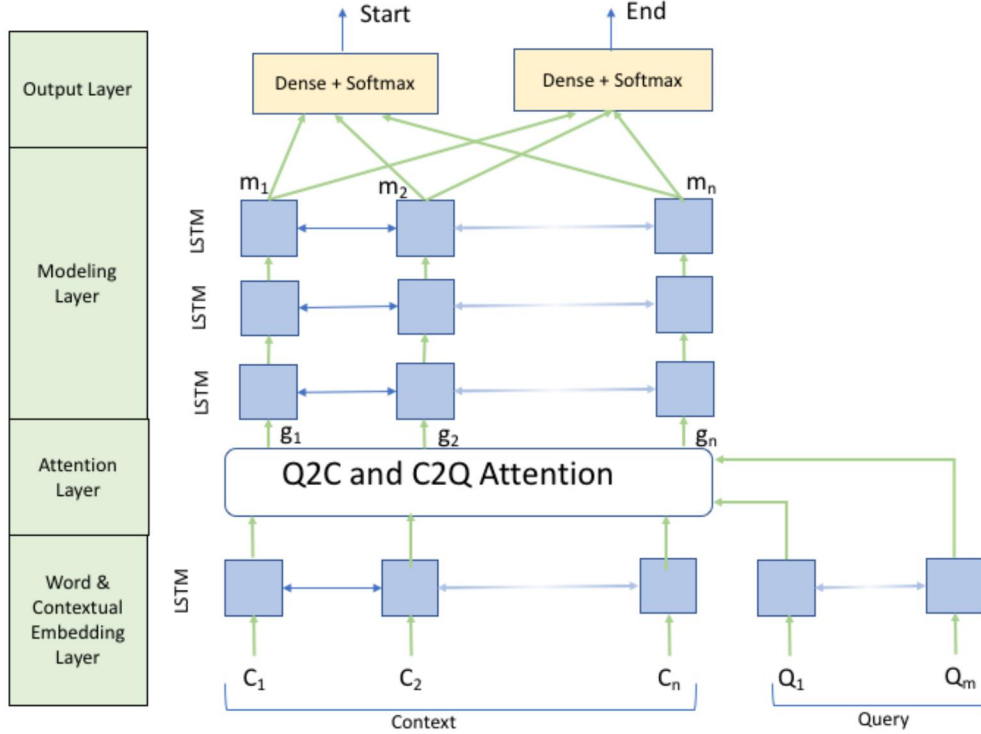 Start
End
Output Layer
Dense + Softmax
Dense + Softmax
m1
m2
mn
LSTM
Modeling
Layer
LSTM
LSTM
g1
g2
gn
Attention
Layer
Q2C and C2Q Attention
Word &
Contextual
Embedding
Layer
LSTM
C1
C2
Cn
Q1
Qm
Context
Query